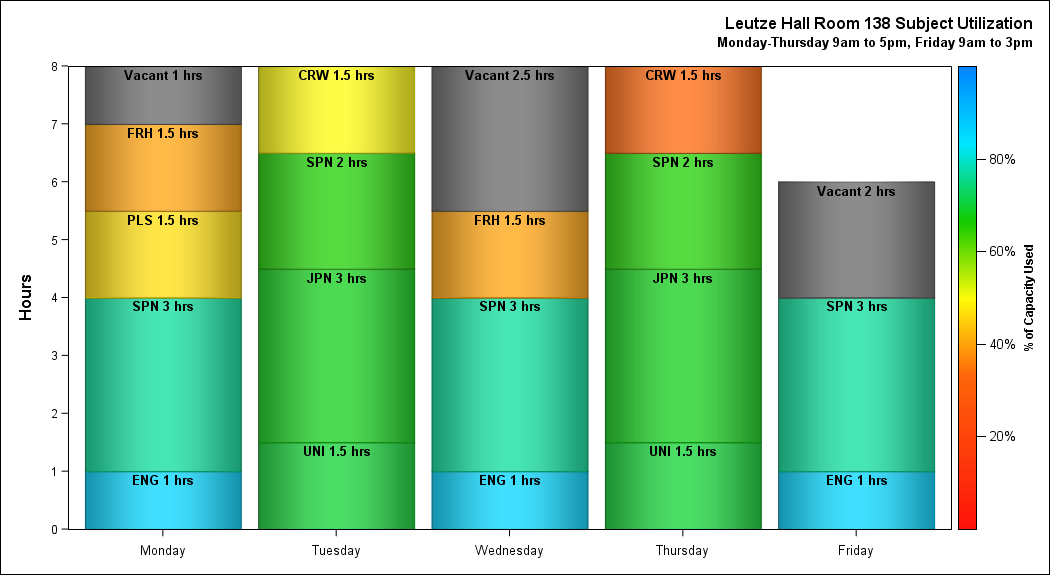 Leutze Hall Room 138 Subject Utilization
Monday-Thursday 9am to 5pm, Friday 9am to 3pm
Hours
8
7
6
5
4
3
2
1
0
Vacant 1 hrs
FRH 1.5 hrs
PLS 1.5 hrs
SPN 3 hrs
ENG 1 hrs
CRW 1.5 hrs
SPN 2 hrs
JPN 3 hrs
UNI 1.5 hrs
Vacant 2.5 hrs
FRH 1.5 hrs
SPN 3 hrs
ENG 1 hrs
CRW 1.5 hrs
SPN 2 hrs
JPN 3 hrs
UNI 1.5 hrs
Vacant 2 hrs
SPN 3 hrs
ENG 1 hrs
Monday
Tuesday
Wednesday
Thursday
Friday
80%
60%
40%
20%
% of Capacity Used